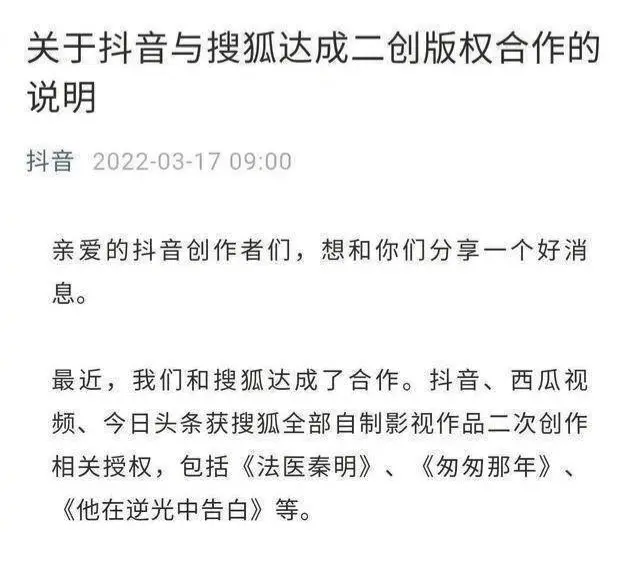 关于抖音与搜狐达成二创版权合作的
说明
抖音 2022-03-17 09:00
亲爱的抖音创作者们，想和你们分享一个好消
息。
最近，我们和搜狐达成了合作。抖音、西瓜视
频、今日头条获搜狐全部自制影视作品二次创作
相关授权，包括《法医秦明》、《匆匆那年》、
《他在逆光中告白》等。